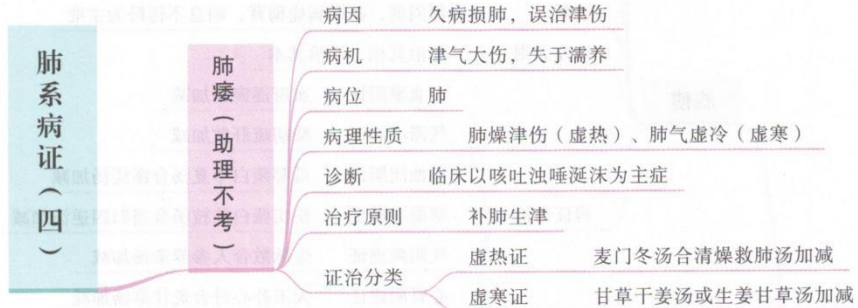 肺系病证（四）
肺痿（助理不考）
病因 久病损肺，误治津伤
病机 津气大伤，失于濡养
病位 肺
病理性质 肺燥津伤（虚热）、肺气虚冷（虚寒）
诊断 临床以咳吐浊唾涎沫为主症
治疗原则 补肺生津
证治分类
虚热证 麦门冬汤合清燥救肺汤加减
虚寒证 甘草干姜汤或生姜甘草汤加减